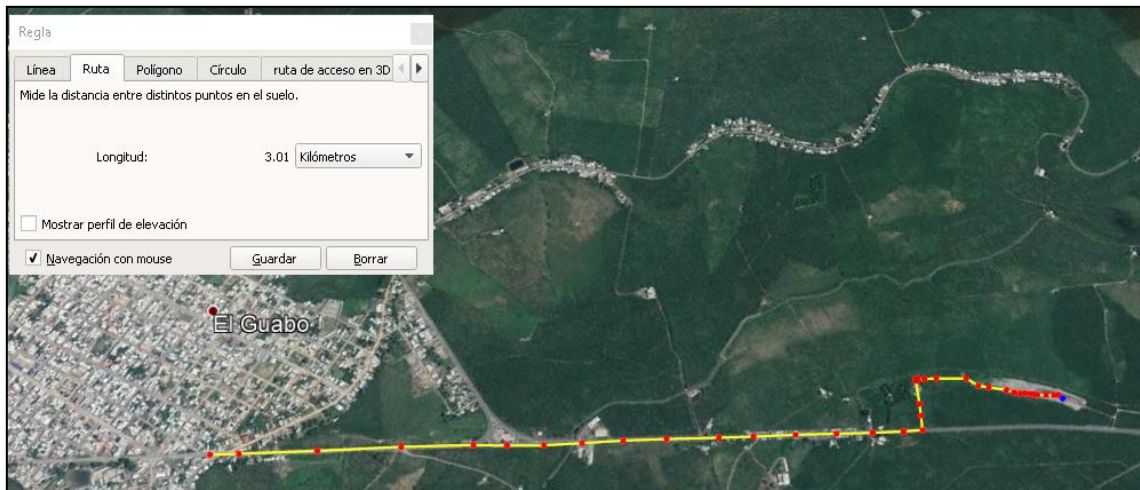 Regla
Línea Ruta Polígono Círculo ruta de acceso en 3D
Mide la distancia entre distintos puntos en el suelo.
Longitud: 3.01 Kilómetros
Mostrar perfil de elevación
Navegación con mouse Guardar Borrar
El Guabo